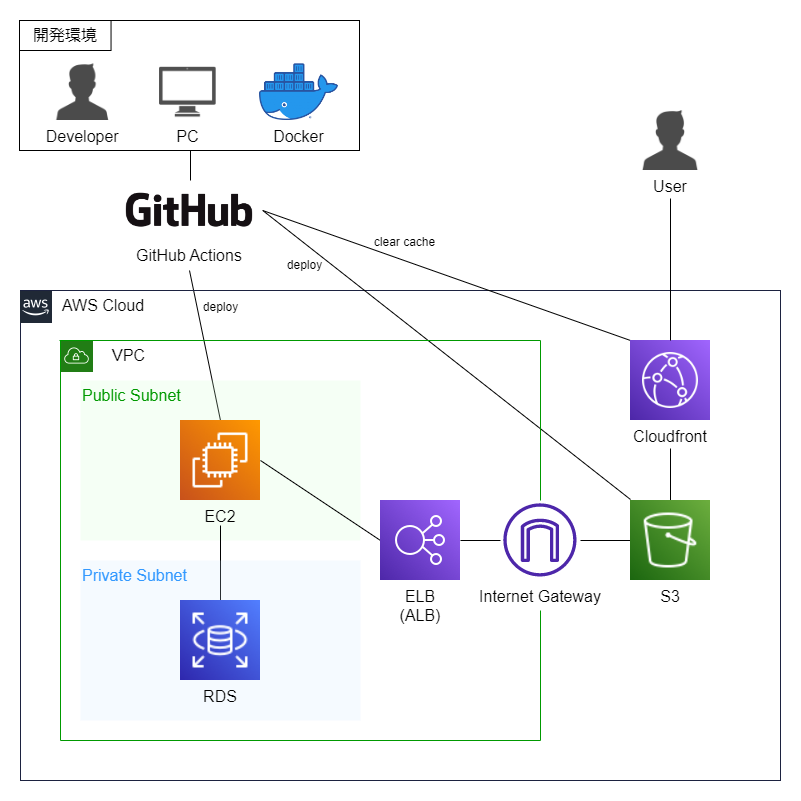 開発環境
Developer
PC
Docker
User
GitHub
GitHub Actions
clear cache
deploy
deploy
aws
AWS Cloud
VPC
Public Subnet
Cloudfront
EC2
Private Subnet
ELB
(ALB)
Internet Gateway
S3
RDS